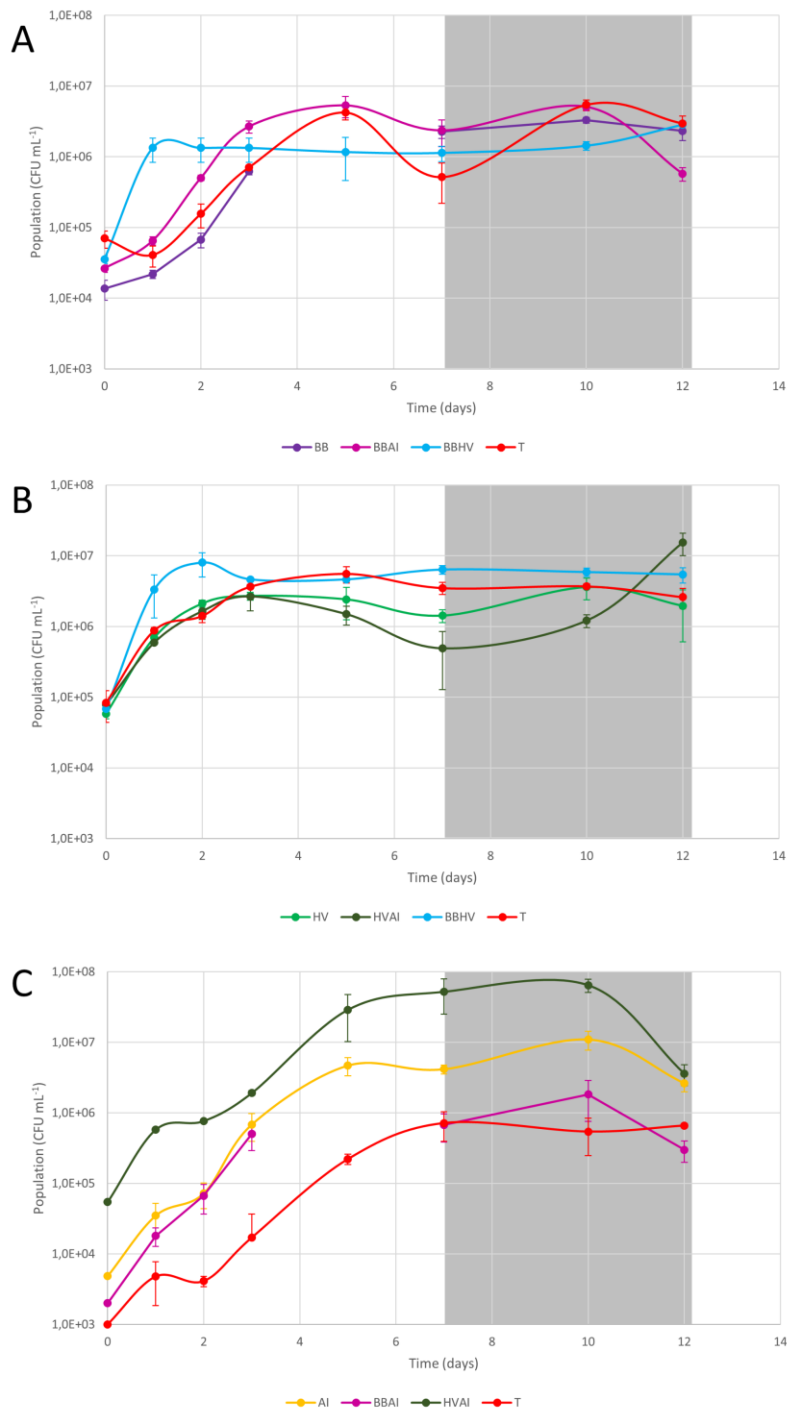 A
1,0E+08
1,0E+07
1,0E+06
1,0E+05
1,0E+04
1,0E+03
Population (CFU mL-1)
0 2 4 6 8 10 12 14
Time (days)
BB BBAI BBHV T
B
1,0E+08
1,0E+07
1,0E+06
1,0E+05
1,0E+04
1,0E+03
Population (CFU mL-1)
0 2 4 6 8 10 12 14
Time (days)
HV HVAI BBHV T
C
1,0E+08
1,0E+07
1,0E+06
1,0E+05
1,0E+04
1,0E+03
Population (CFU mL-1)
0 2 4 6 8 10 12 14
Time (days)
AI BBAI HVAI T